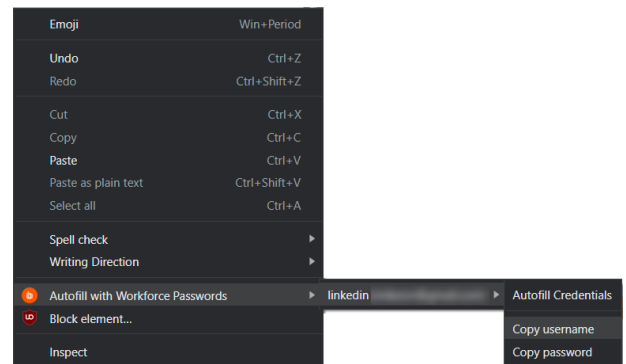 Emoji Win+Period
Undo Ctrl+Z
Redo Ctrl+Shift+Z
Cut Ctrl+X
Copy Ctrl+C
Paste Ctrl+V
Paste as plain text Ctrl+Shift+V
Select all Ctrl+A
Spell check
Writing Direction
Autofill with Workforce Passwords linkedin Autofill Credentials
Block element...
Copy username
Inspect Copy password